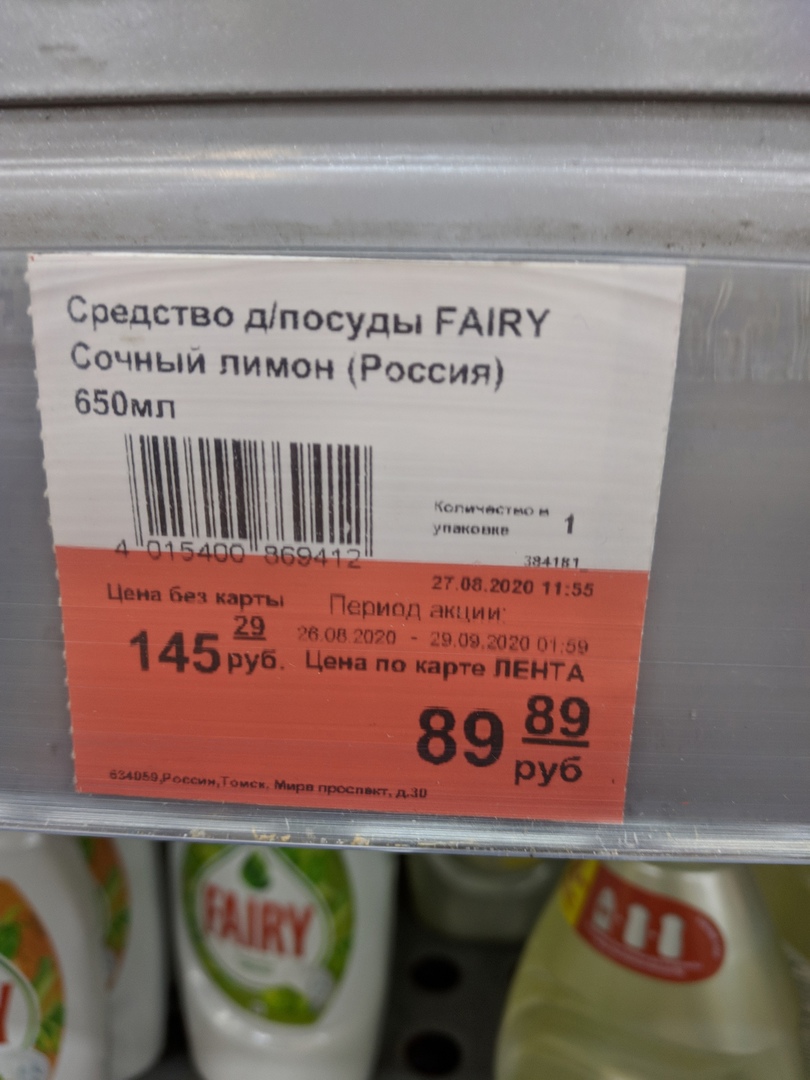 Средство д/посуды FAIRY
Сочный лимон (Россия)
650мл
Количество в
упаковке 1
4 015400 869412
384181
27.08.2020 11:55
Цена без карты
Период акции:
145 29 руб.
26.08.2020 - 29.09.2020 01:59
Цена по карте ЛЕНТА
89 89 руб
634059,Россия,Томск, Мира проспект, д.30
FAIRY